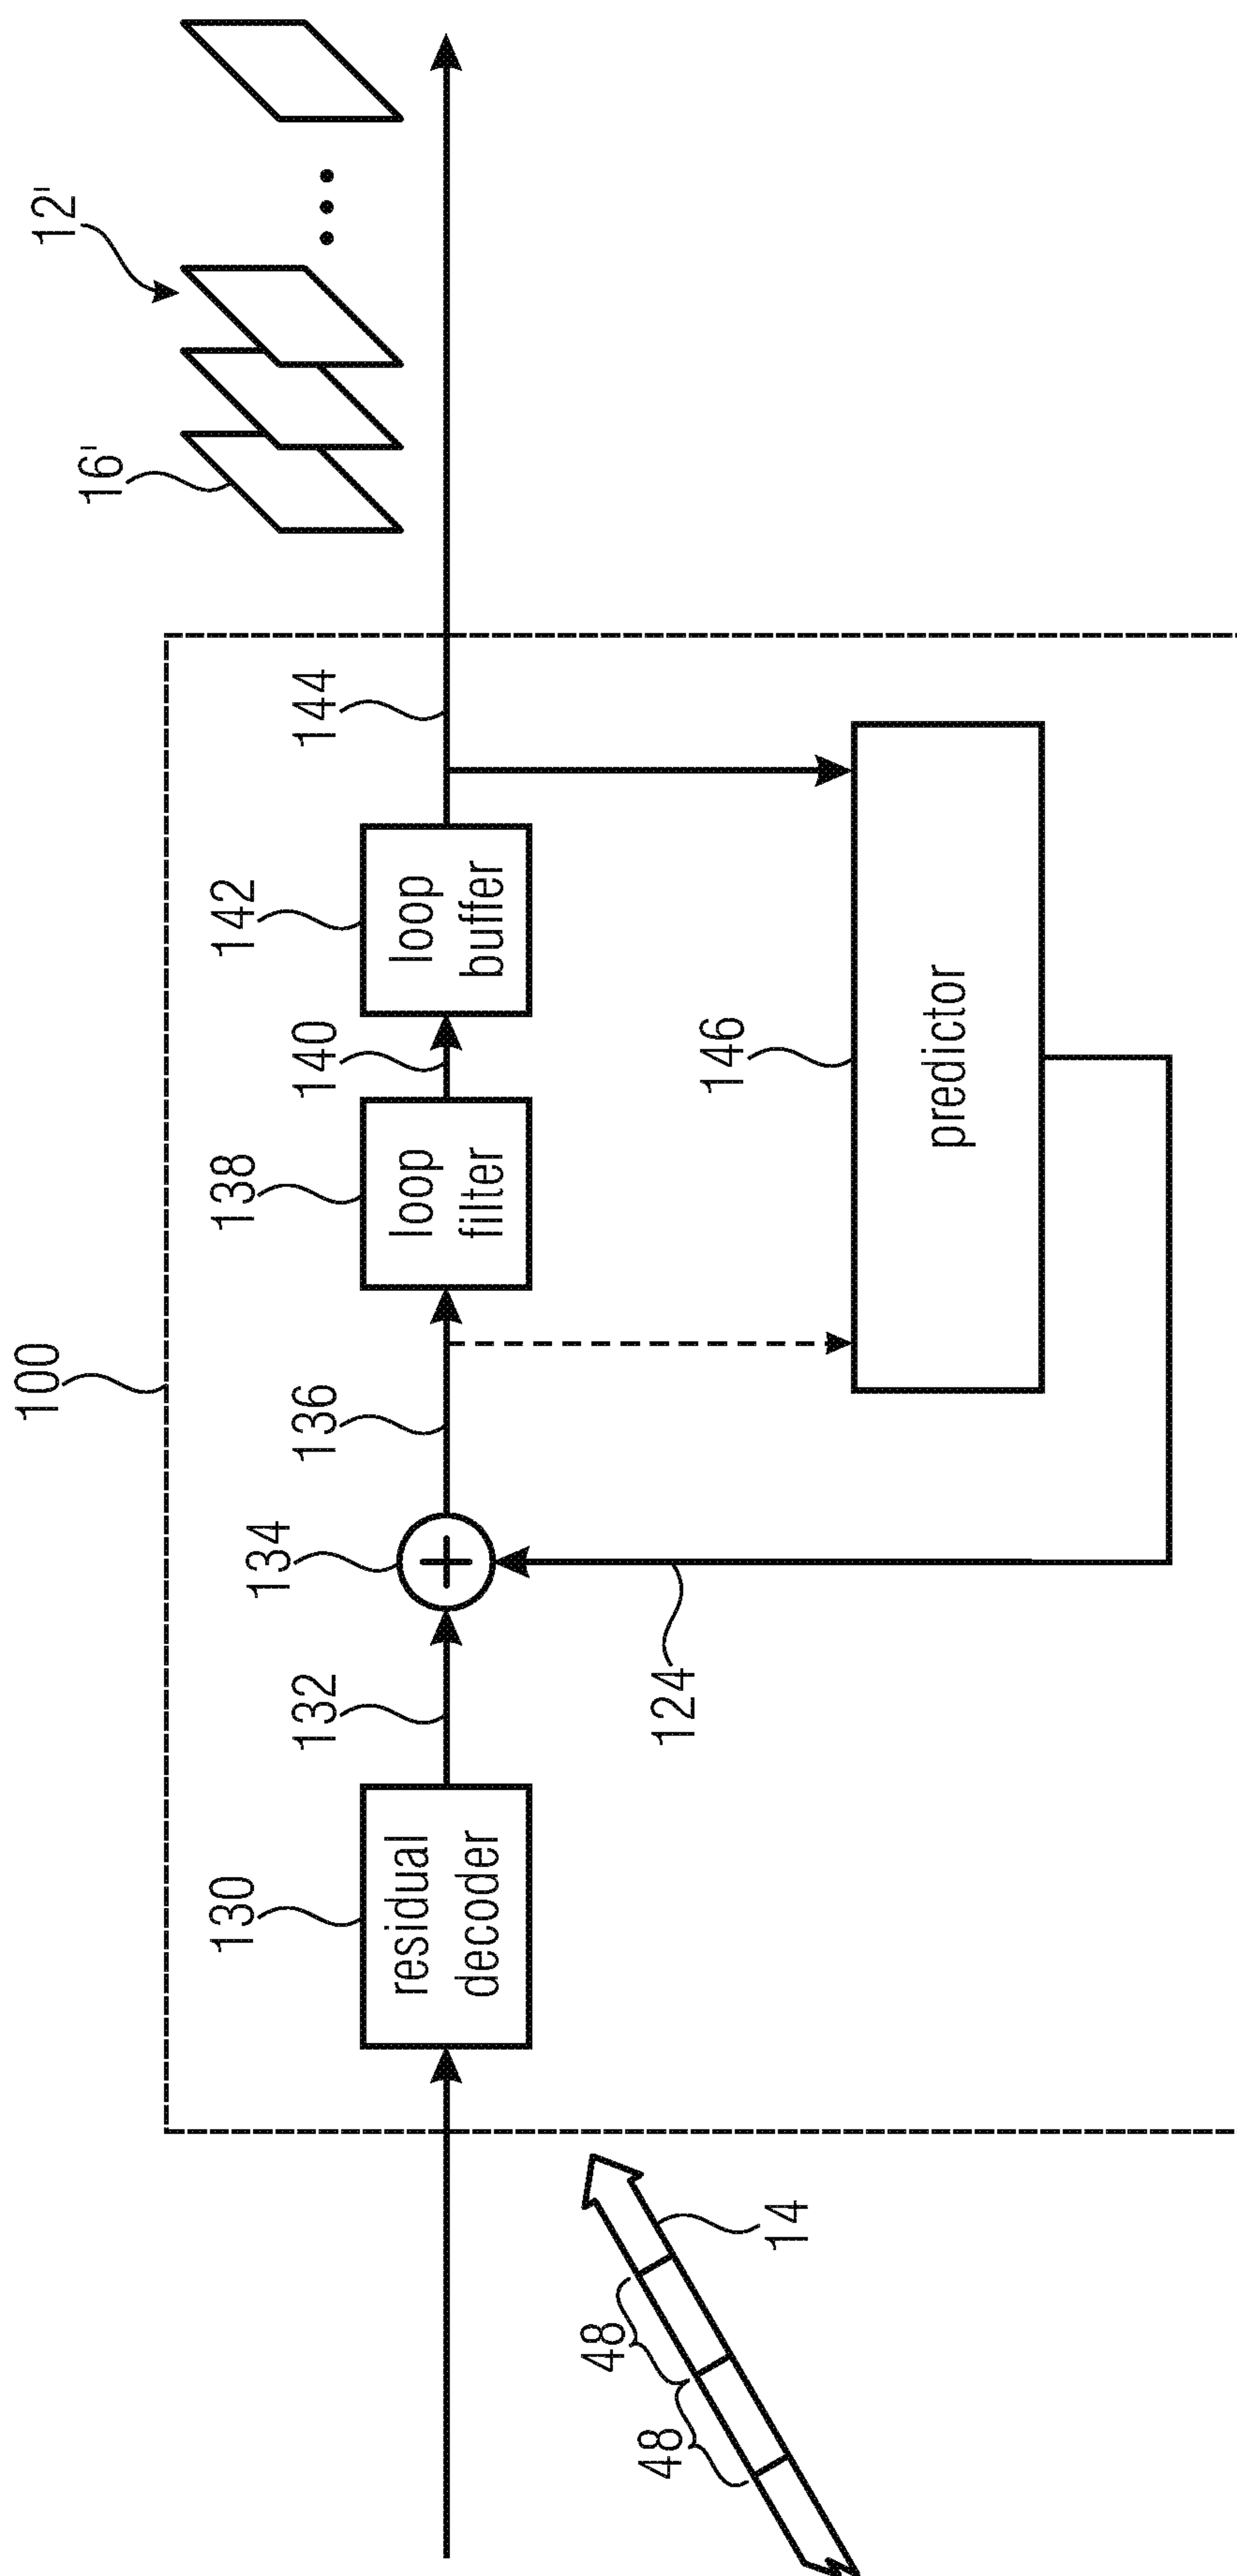 100
12'
16'
130
residual
decoder
132
134
136
138
loop
filter
140
142
loop
buffer
144
146
predictor
124
48
48
14